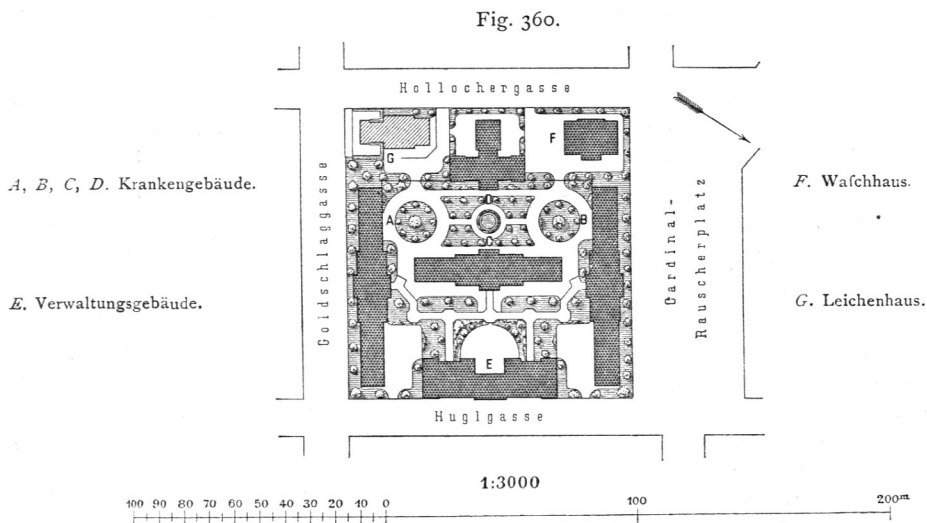 Fig. 360.
Hollochergasse
A, B, C, D. Krankengebäude.
E. Verwaltungsgebäude.
Goldschlaggasse
G
F
D
A
B
C
E
Cardinal-
Rauscherplatz
F. Waſchhaus.
G. Leichenhaus.
Huglgasse
1:3000
100 90 80 70 60 50 40 30 20 10 0 100 200m